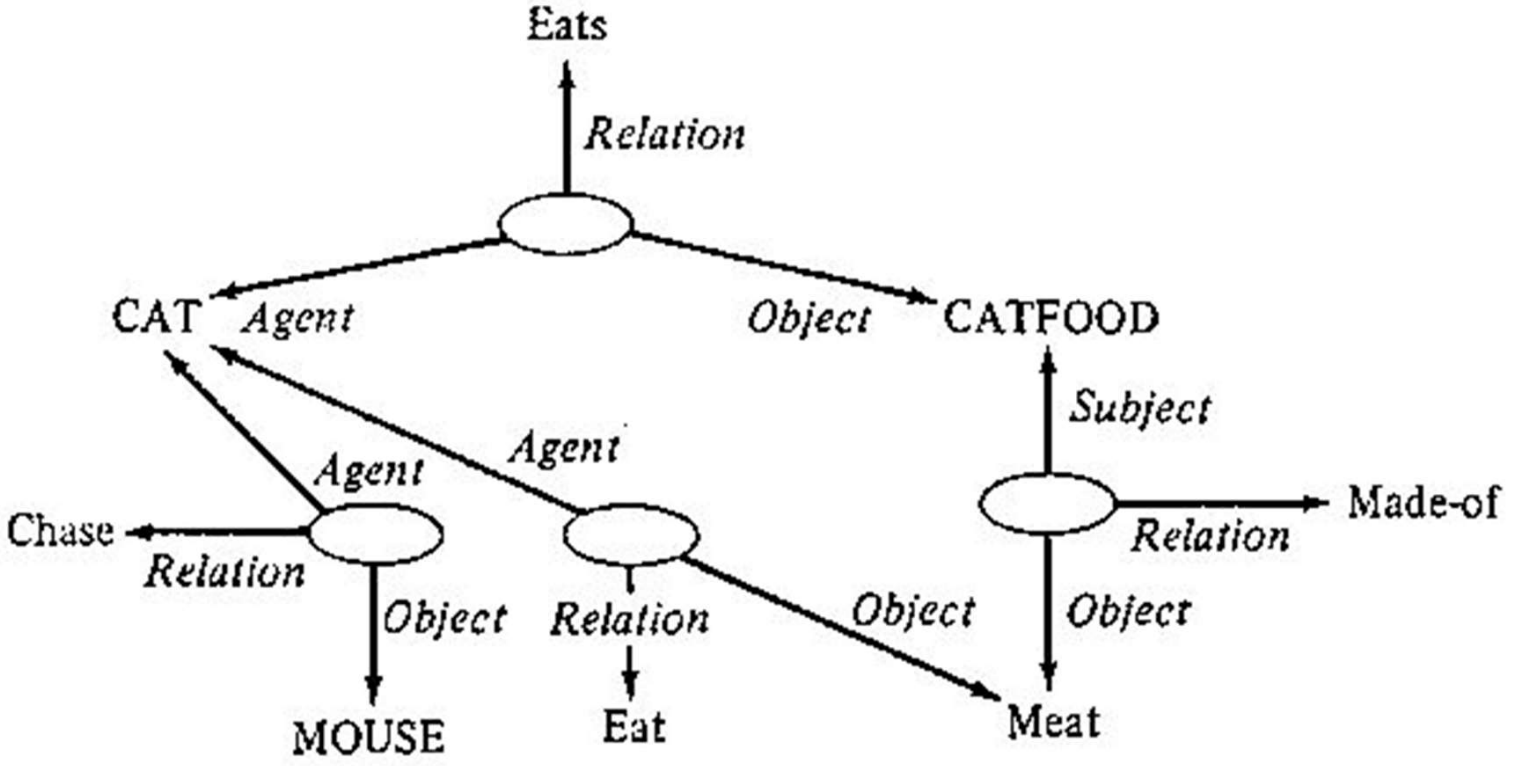 Eats
Relation
CAT Agent
Object CATFOOD
Subject
Agent
Agent
Chase
Relation
Made-of
Relation
Object
Relation
Object
Object
MOUSE
Eat
Meat